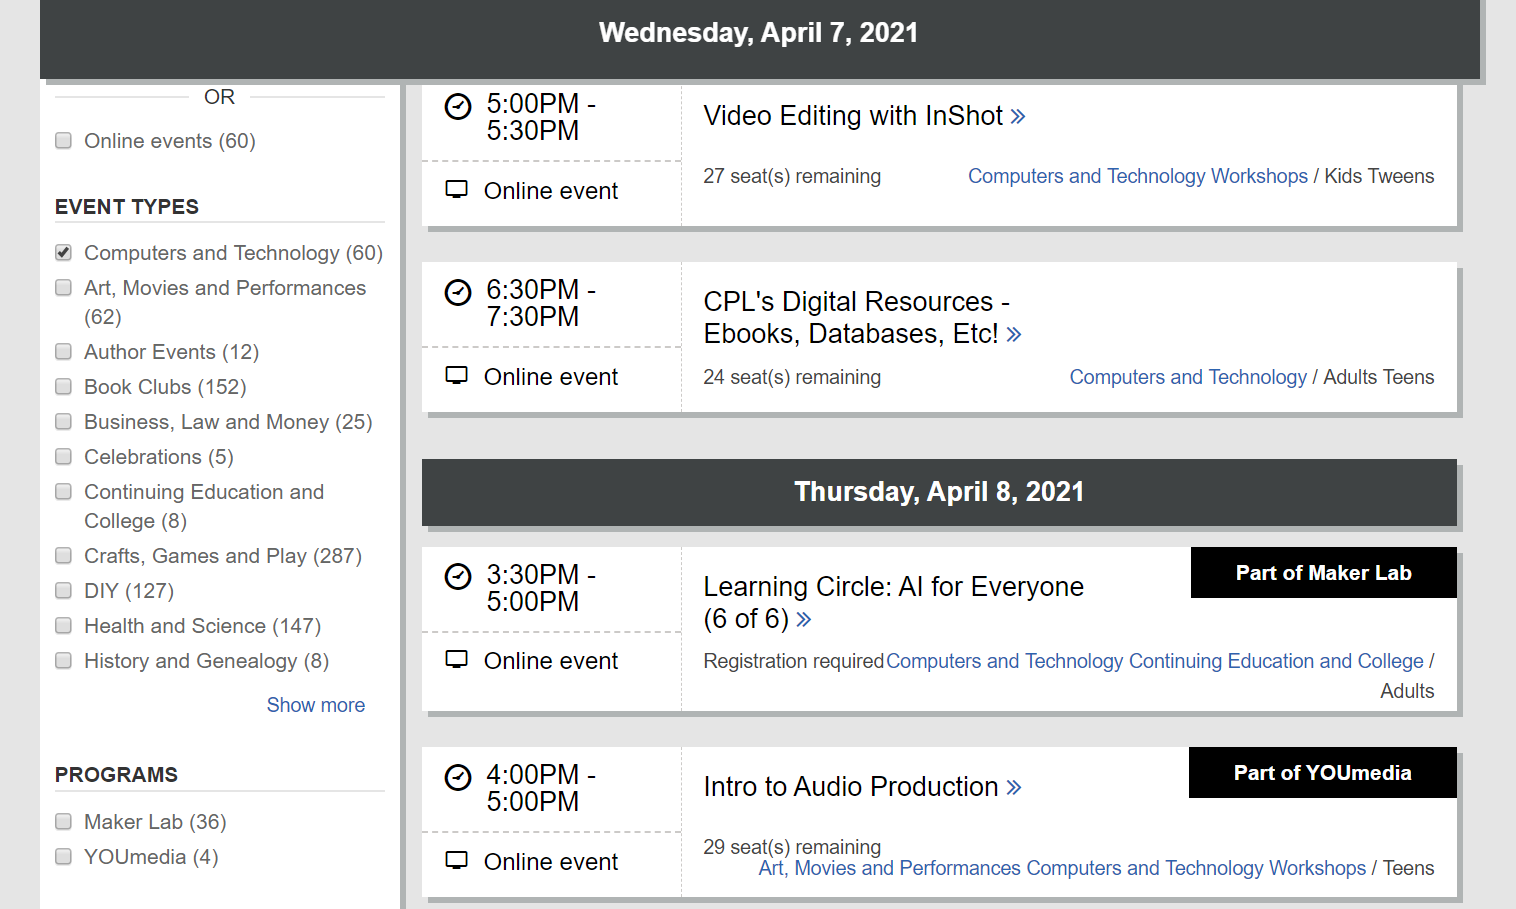 Wednesday, April 7, 2021
OR
Online events (60)
EVENT TYPES
Computers and Technology (60)
Art, Movies and Performances
(62)
Author Events (12)
Book Clubs (152)
Business, Law and Money (25)
Celebrations (5)
Continuing Education and
College (8)
Crafts, Games and Play (287)
DIY (127)
Health and Science (147)
History and Genealogy (8)
Show more
PROGRAMS
Maker Lab (36)
YOUmedia (4)
5:00PM -
5:30PM
Online event
Video Editing with InShot »
27 seat(s) remaining
Computers and Technology Workshops / Kids Tweens
6:30PM -
7:30PM
Online event
CPL's Digital Resources -
Ebooks, Databases, Etc! »
24 seat(s) remaining
Computers and Technology / Adults Teens
Thursday, April 8, 2021
3:30PM -
5:00PM
Online event
Part of Maker Lab
Learning Circle: AI for Everyone
(6 of 6) »
Registration required
Computers and Technology Continuing Education and College /
Adults
4:00PM -
5:00PM
Online event
Part of YOUmedia
Intro to Audio Production »
29 seat(s) remaining
Art, Movies and Performances Computers and Technology Workshops / Teens